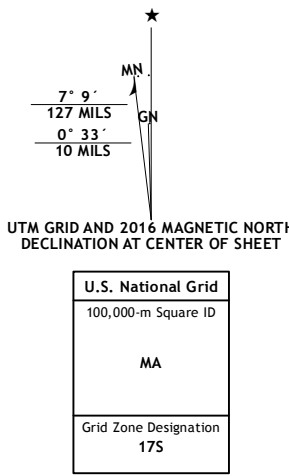 MN
GN
7° 9´
127 MILS
0° 33´
10 MILS
UTM GRID AND 2016 MAGNETIC NORTH
DECLINATION AT CENTER OF SHEET
U.S. National Grid
100,000-m Square ID
MA
Grid Zone Designation
17S